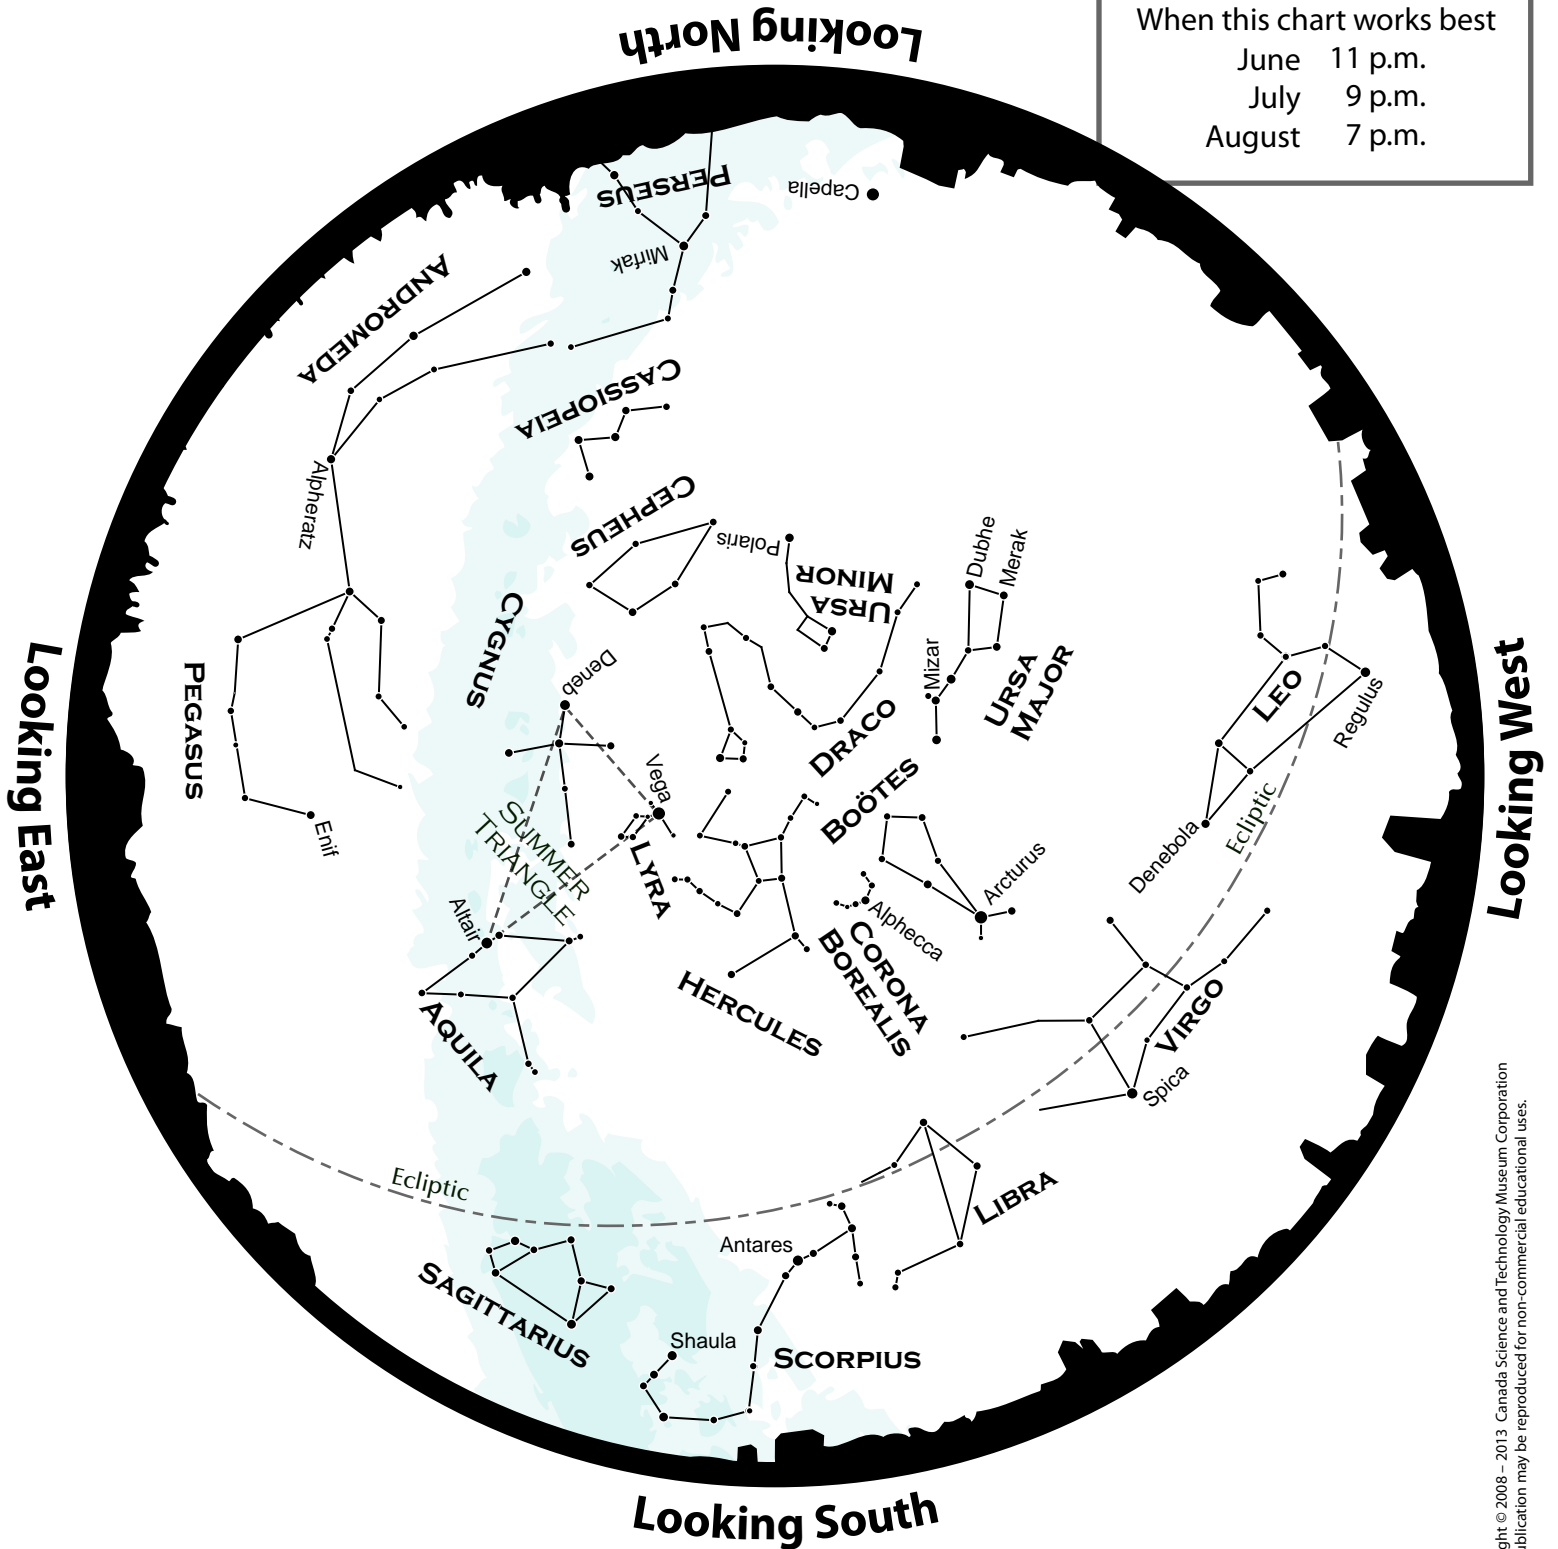 When this chart works best
June 11 p.m.
July 9 p.m.
August 7 p.m.
Looking North
PERSEUS
Capella
Mirfak
ANDROMEDA
CASSIOPEIA
Alpheratz
CEPHEUS
Polaris
URSA
MINOR
Dubhe
Merak
Mizar
URSA
MAJOR
CYGNUS
Deneb
DRACO
LEO
Regulus
Looking East
PEGASUS
Enif
Vega
SUMMER
TRIANGLE
LYRA
BOÖTES
Arcturus
Denebola
Ecliptic
Looking West
Altair
AQUILA
HERCULES
Alphecca
CORONA
BOREALIS
VIRGO
Spica
Ecliptic
LIBRA
Antares
SAGITTARIUS
Shaula
SCORPIUS
Looking South
ght © 2008 – 2013 Canada Science and Technology Museum Corporation
ublication may be reproduced for non-commercial educational uses.